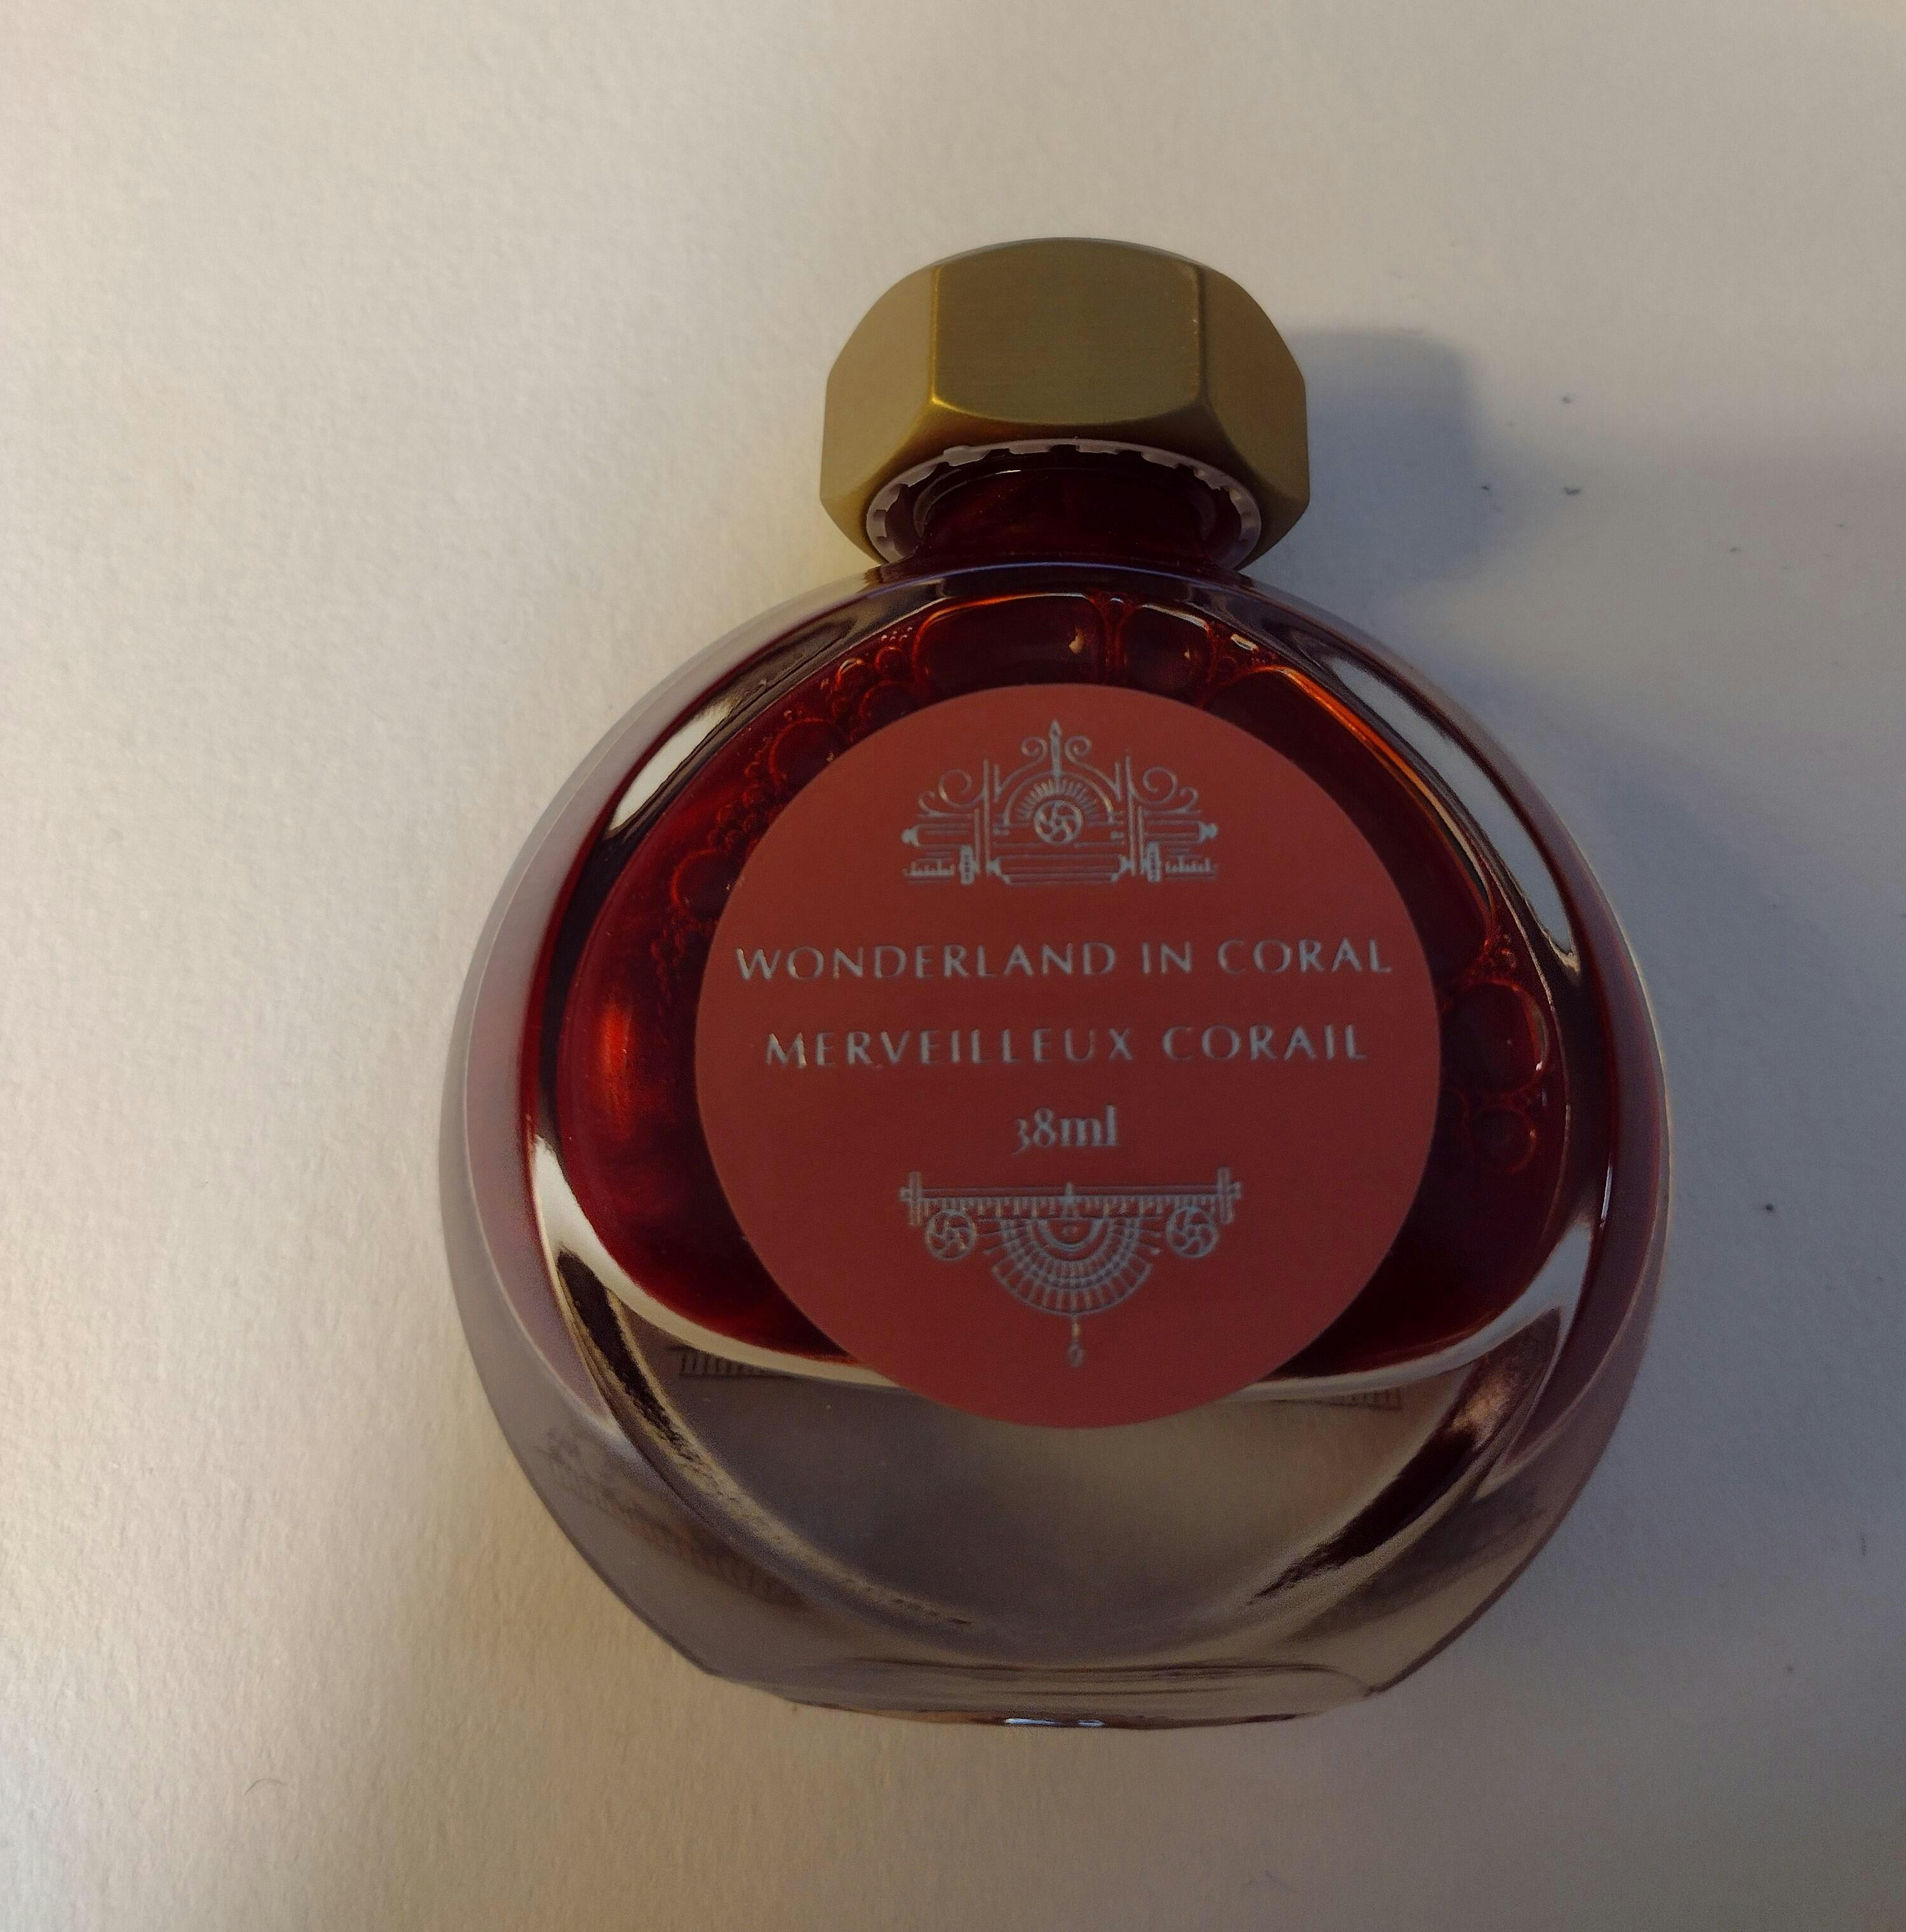 WONDERLAND IN CORAL
MERVEILLEUX CORAIL
38ml